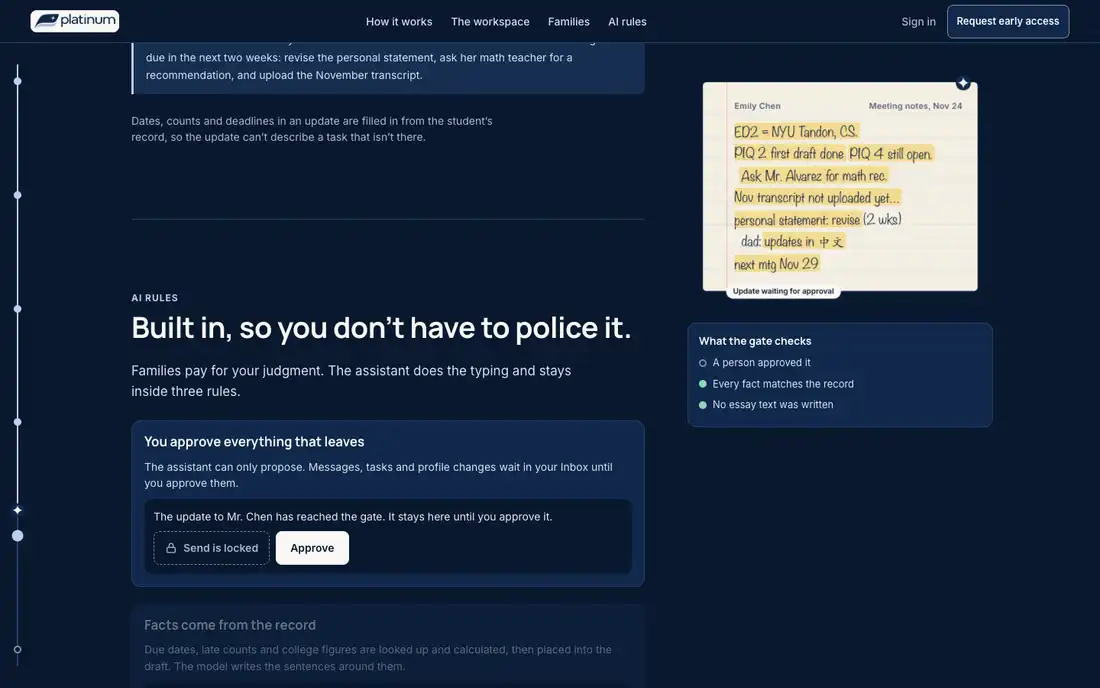 platinum
How it works
The workspace
Families
AI rules
Sign in
Request early access
due in the next two weeks: revise the personal statement, ask her math teacher for a
recommendation, and upload the November transcript.
Dates, counts and deadlines in an update are filled in from the student's
record, so the update can't describe a task that isn't there.
AI RULES
Built in, so you don't have to police it.
Families pay for your judgment. The assistant does the typing and stays
inside three rules.
You approve everything that leaves
The assistant can only propose. Messages, tasks and profile changes wait in your Inbox until
you approve them.
The update to Mr. Chen has reached the gate. It stays here until you approve it.
Send is locked
Approve
Facts come from the record
Due dates, late counts and college figures are looked up and calculated, then placed into the
draft. The model writes the sentences around them.
Emily Chen
Meeting notes, Nov 24
ED2 = NYU Tandon, CS.
PIQ 2 first draft done PIQ 4 still open.
Ask Mr. Alvarez for math rec.
Nov transcript not uploaded yet...
personal statement: revise (2 wks)
dad: updates in 中文
next mtg Nov 29
Update waiting for approval
What the gate checks
A person approved it
Every fact matches the record
No essay text was written